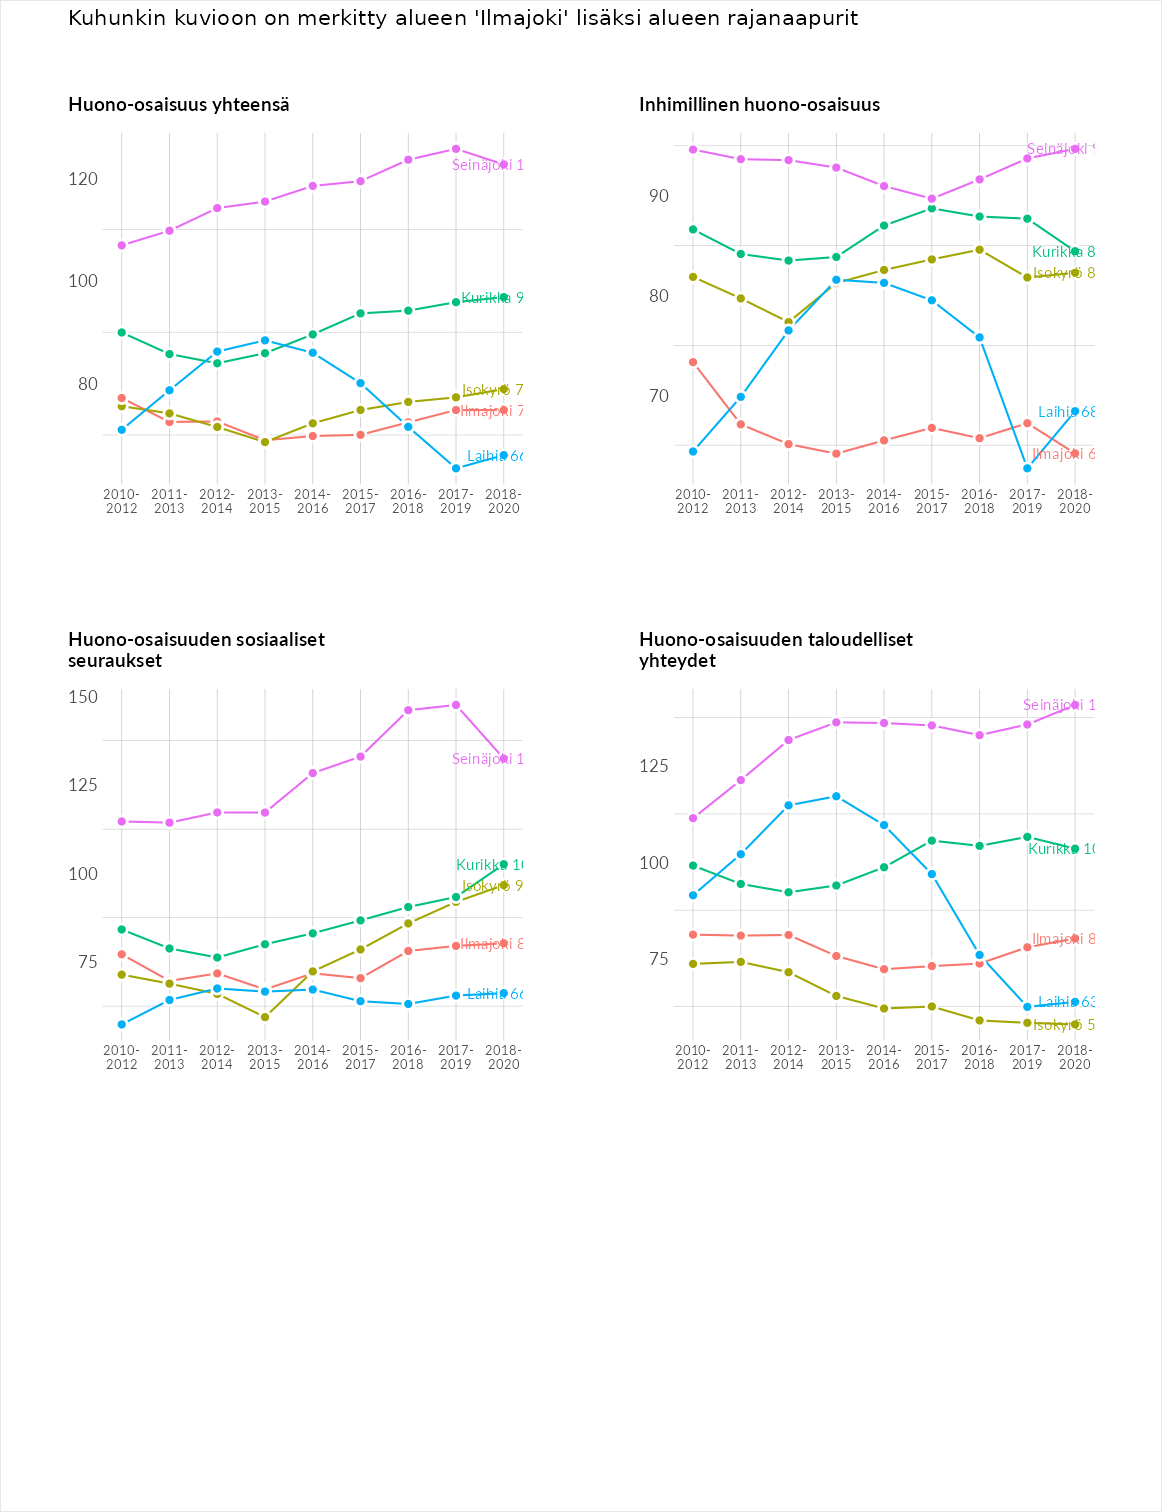 Kuhunkin kuvioon on merkitty alueen 'Ilmajoki' lisäksi alueen rajanaapurit
Huono-osaisuus yhteensä
120
100
80
Seinäjoki 1
Kurikka 9
Isokyrö 7
Ilmajoki 7
Laihia 66
2010-2012 2011-2013 2012-2014 2013-2015 2014-2016 2015-2017 2016-2018 2017-2019 2018-2020
Inhimillinen huono-osaisuus
90
80
70
Seinäjoki 9
Kurikka 8
Isokyrö 8
Laihia 68
Ilmajoki 6
2010-2012 2011-2013 2012-2014 2013-2015 2014-2016 2015-2017 2016-2018 2017-2019 2018-2020
Huono-osaisuuden sosiaaliset
seuraukset
150
125
100
75
Seinäjoki 1
Kurikka 10
Isokyrö 9
Ilmajoki 8
Laihia 66
2010-2012 2011-2013 2012-2014 2013-2015 2014-2016 2015-2017 2016-2018 2017-2019 2018-2020
Huono-osaisuuden taloudelliset
yhteydet
125
100
75
Seinäjoki 1
Kurikka 10
Ilmajoki 8
Laihia 63
Isokyrö 5
2010-2012 2011-2013 2012-2014 2013-2015 2014-2016 2015-2017 2016-2018 2017-2019 2018-2020